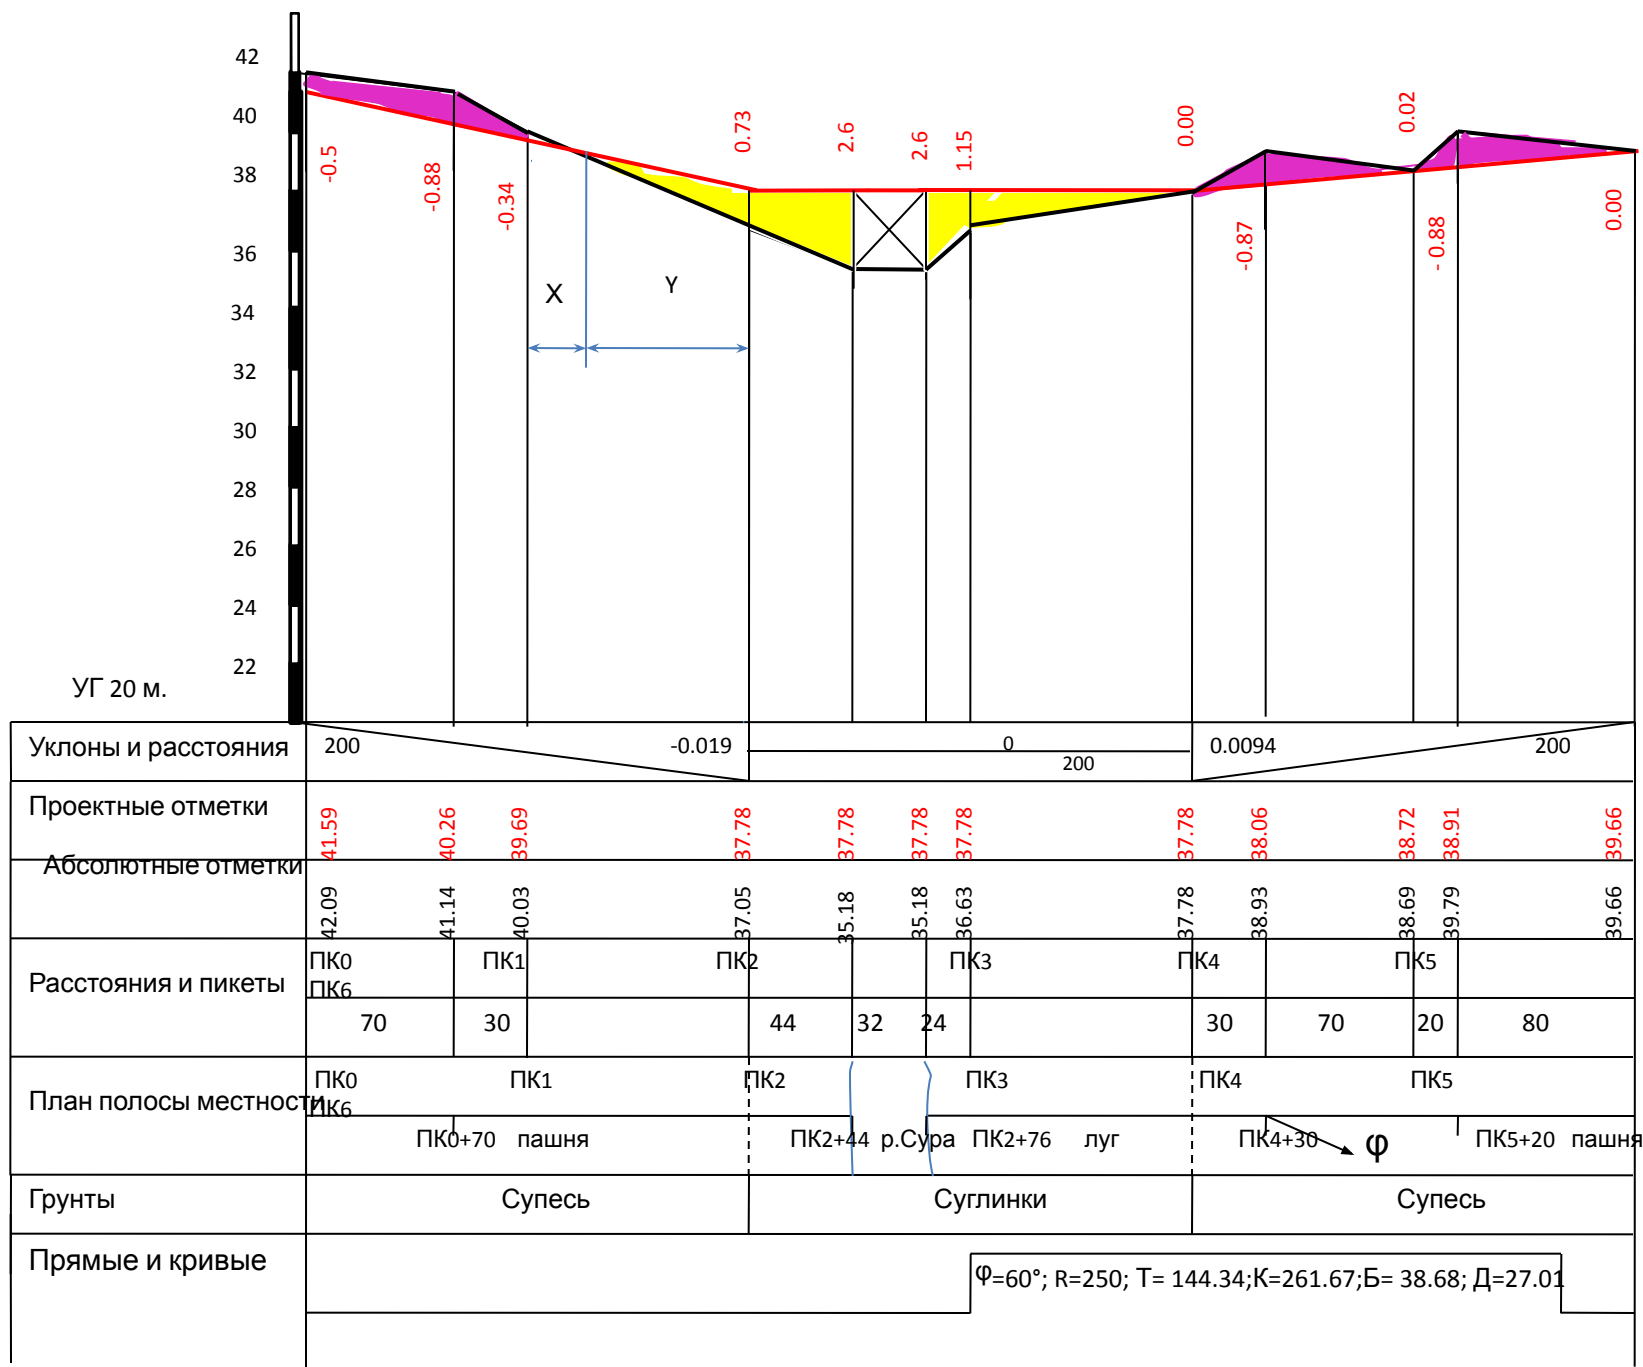 42
40
38
36
34
32
30
28
26
24
22
УГ 20 м.
-0.5
-0.88
-0.34
0.73
2.6
2.6
1.15
0.00
-0.87
0.02
- 0.88
0.00
X
Y
Уклоны и расстояния
200
-0.019
0
200
0.0094
200
Проектные отметки
41.59
40.26
39.69
37.78
37.78
37.78
37.78
37.78
38.06
38.72
38.91
39.66
Абсолютные отметки
42.09
41.14
40.03
37.05
35.18
35.18
36.63
37.78
38.93
38.69
39.79
39.66
Расстояния и пикеты
ПК0 ПК1 ПК2 ПК3 ПК4 ПК5
ПК6
70 30 44 32 24 30 70 20 80
План полосы местности
ПК0 ПК1 ПК2 ПК3 ПК4 ПК5
ПК6
ПК0+70 пашня ПК2+44 р.Сура ПК2+76 луг ПК4+30 φ ПК5+20 пашня
Грунты
Супесь
Суглинки
Супесь
Прямые и кривые
φ=60°; R=250; T= 144.34;К=261.67;Б= 38.68; Д=27.01